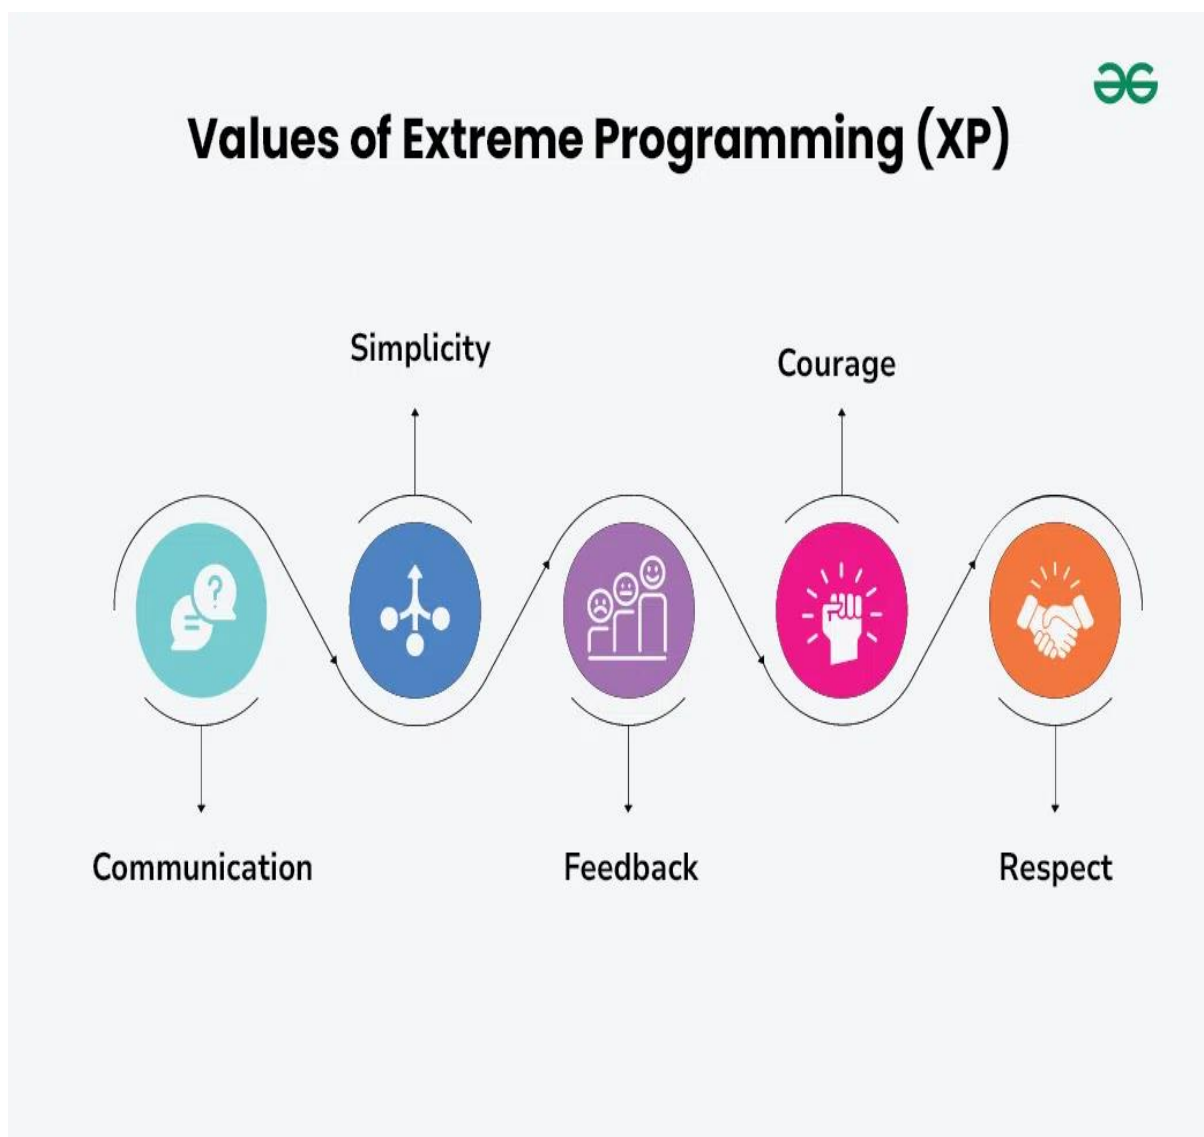 Values of Extreme Programming (XP)
Simplicity
Courage
?
Communication
Feedback
Respect